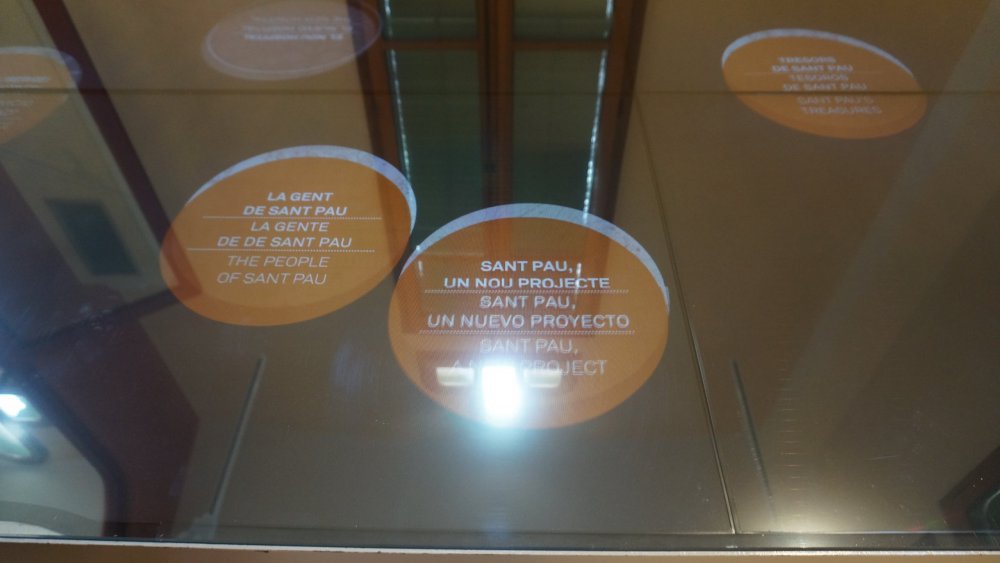 TRESORS
DE SANT PAU
TESOROS
DE SANT PAU
SANT PAU'S
TREASURES
LA GENT
DE SANT PAU
LA GENTE
DE DE SANT PAU
THE PEOPLE
OF SANT PAU
SANT PAU,
UN NOU PROJECTE
SANT PAU,
UN NUEVO PROYECTO
SANT PAU,
PROJECT